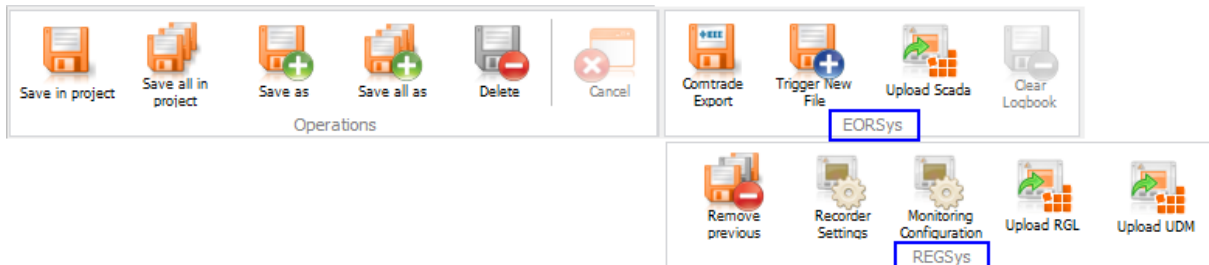 Save in project
Save all in
project
Save as
Save all as
Delete
Cancel
Operations
Comtrade
Export
Trigger New
File
Upload Scada
Clear
Logbook
EORSys
Remove
previous
Recorder
Settings
Monitoring
Configuration
Upload RGL
Upload UDM
REGSys